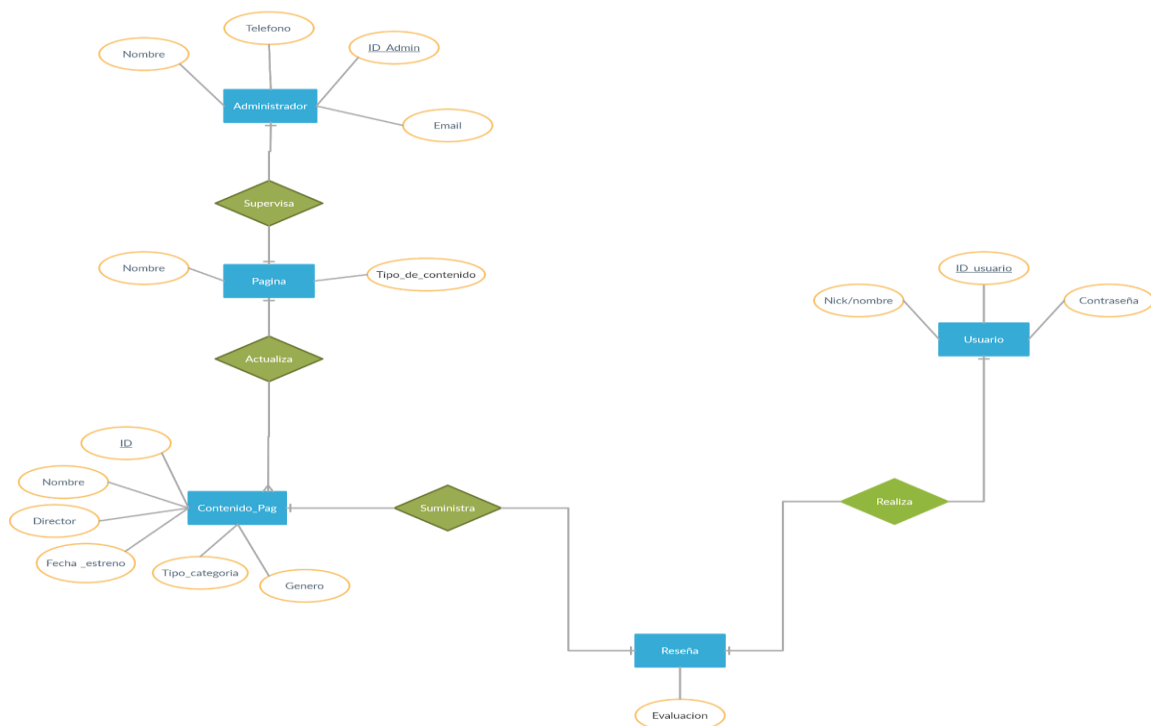 Telefono
Nombre
ID_Admin
Administrador
Email
Supervisa
Nombre
Pagina
Tipo_de_contenido
ID_usuario
Nick/nombre
Contraseña
Usuario
Actualiza
ID
Nombre
Director
Fecha _estreno
Contenido_Pag
Tipo_categoria
Genero
Suministra
Realiza
Reseña
Evaluacion